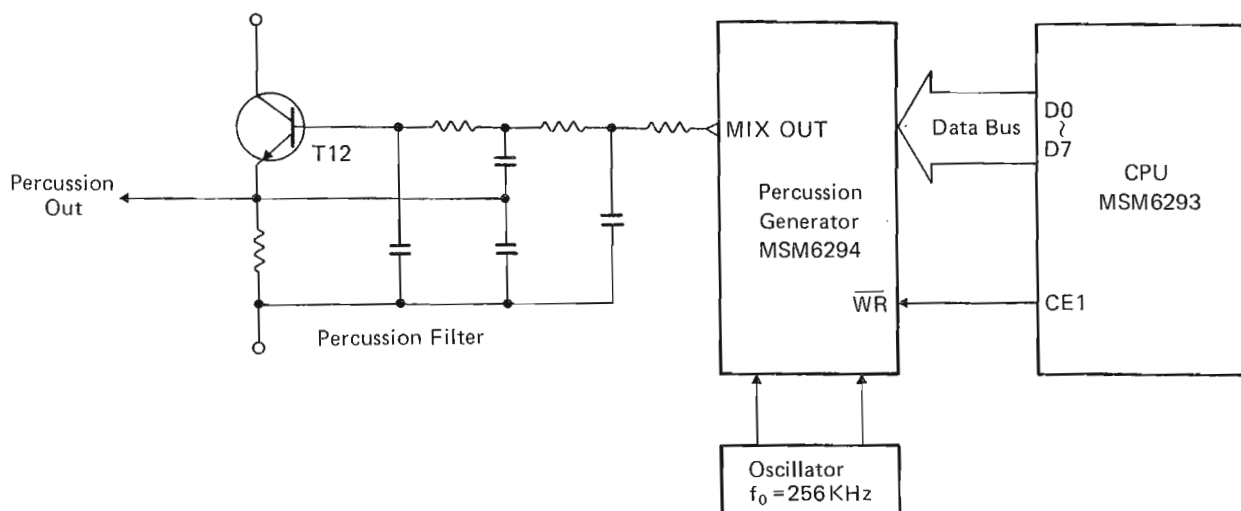 T12
Percussion
Out
Percussion Filter
MIX OUT
Percussion
Generator
MSM6294
WR
Data Bus
D0
~
D7
CPU
MSM6293
CE1
Oscillator
f₀ = 256 KHz